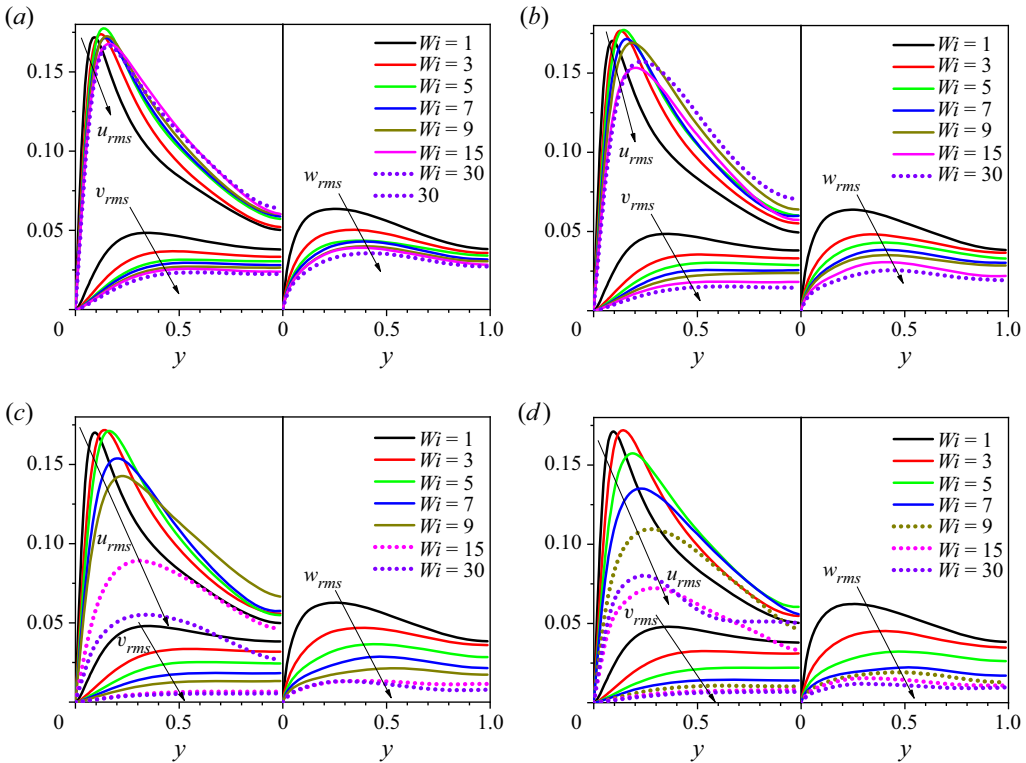 (a)
0.15
0.10
0.05
0
0.5
0
0.5
1.0
y
y
u_rms
v_rms
w_rms
Wi = 1
Wi = 3
Wi = 5
Wi = 7
Wi = 9
Wi = 15
Wi = 30
30
(b)
0.15
0.10
0.05
0
0.5
0
0.5
1.0
y
y
u_rms
v_rms
w_rms
Wi = 1
Wi = 3
Wi = 5
Wi = 7
Wi = 9
Wi = 15
Wi = 30
(c)
0.15
0.10
0.05
0
0.5
0
0.5
1.0
y
y
u_rms
v_rms
w_rms
Wi = 1
Wi = 3
Wi = 5
Wi = 7
Wi = 9
Wi = 15
Wi = 30
(d)
0.15
0.10
0.05
0
0.5
0
0.5
1.0
y
y
u_rms
v_rms
w_rms
Wi = 1
Wi = 3
Wi = 5
Wi = 7
Wi = 9
Wi = 15
Wi = 30